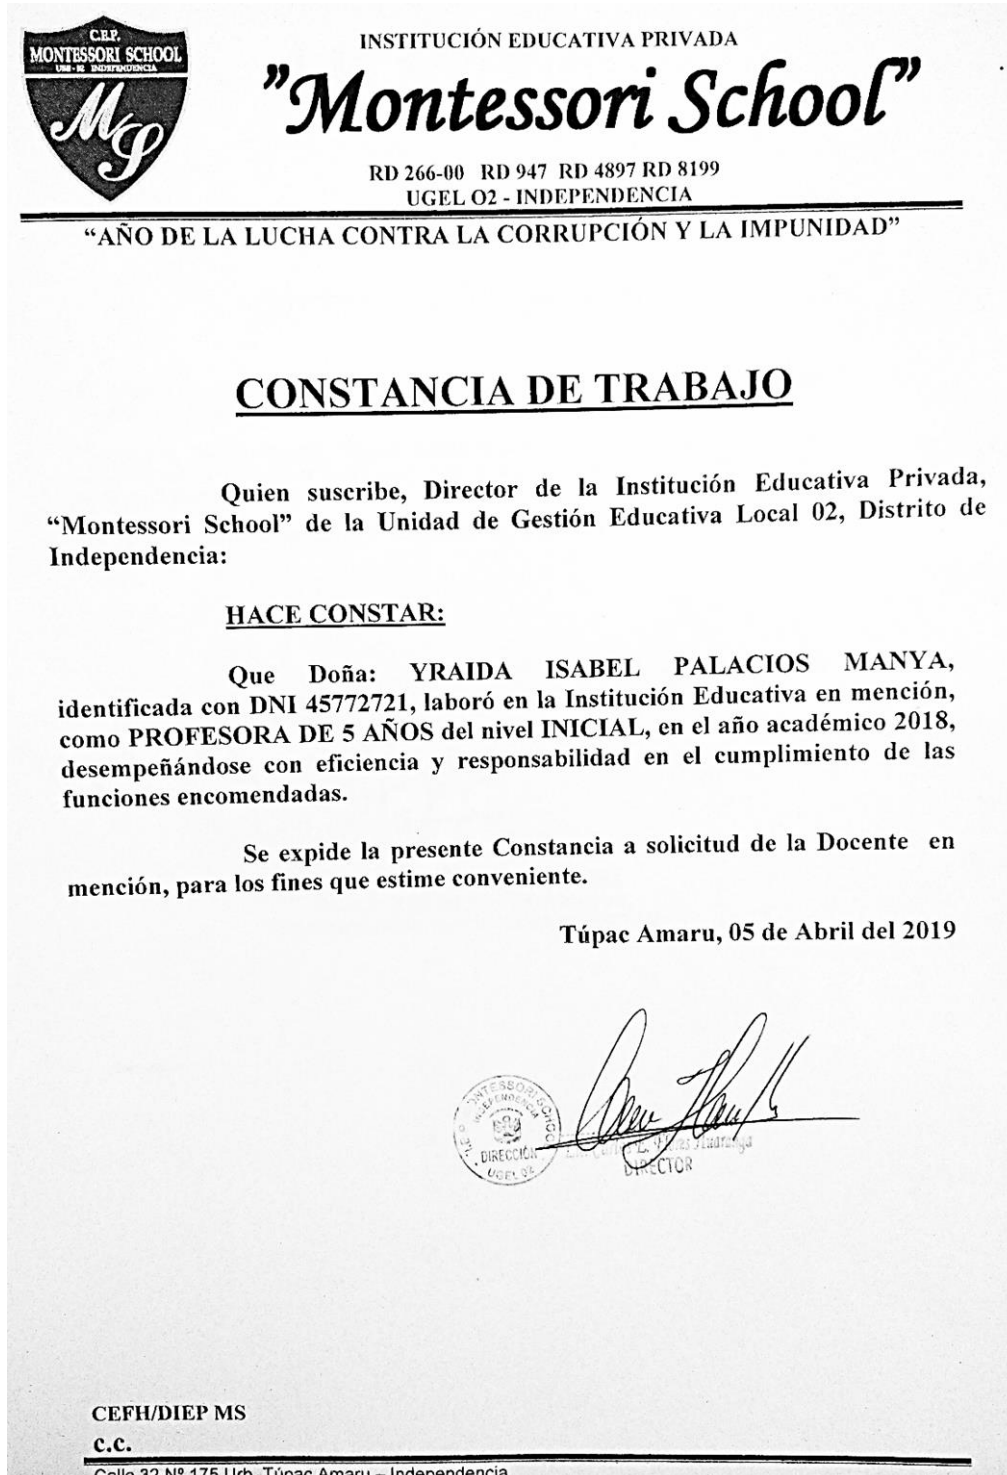 C.E.P.
MONTESSORI SCHOOL
USE-02 INDEPENDENCIA
MS
INSTITUCIÓN EDUCATIVA PRIVADA
"Montessori School"
RD 266-00 RD 947 RD 4897 RD 8199
UGEL O2 - INDEPENDENCIA
“AÑO DE LA LUCHA CONTRA LA CORRUPCIÓN Y LA IMPUNIDAD”
CONSTANCIA DE TRABAJO
Quien suscribe, Director de la Institución Educativa Privada,
“Montessori School” de la Unidad de Gestión Educativa Local 02, Distrito de
Independencia:
HACE CONSTAR:
Que Doña: YRAIDA ISABEL PALACIOS MANYA,
identificada con DNI 45772721, laboró en la Institución Educativa en mención,
como PROFESORA DE 5 AÑOS del nivel INICIAL, en el año académico 2018,
desempeñándose con eficiencia y responsabilidad en el cumplimiento de las
funciones encomendadas.
Se expide la presente Constancia a solicitud de la Docente en
mención, para los fines que estime conveniente.
Túpac Amaru, 05 de Abril del 2019
MONTESSORI SCHOOL
INDEPENDENCIA
DIRECCIÓN
UGEL 02
DIRECTOR
CEFH/DIEP MS
c.c.
Calle 32 Nº 175 Urb. Túpac Amaru – Independencia